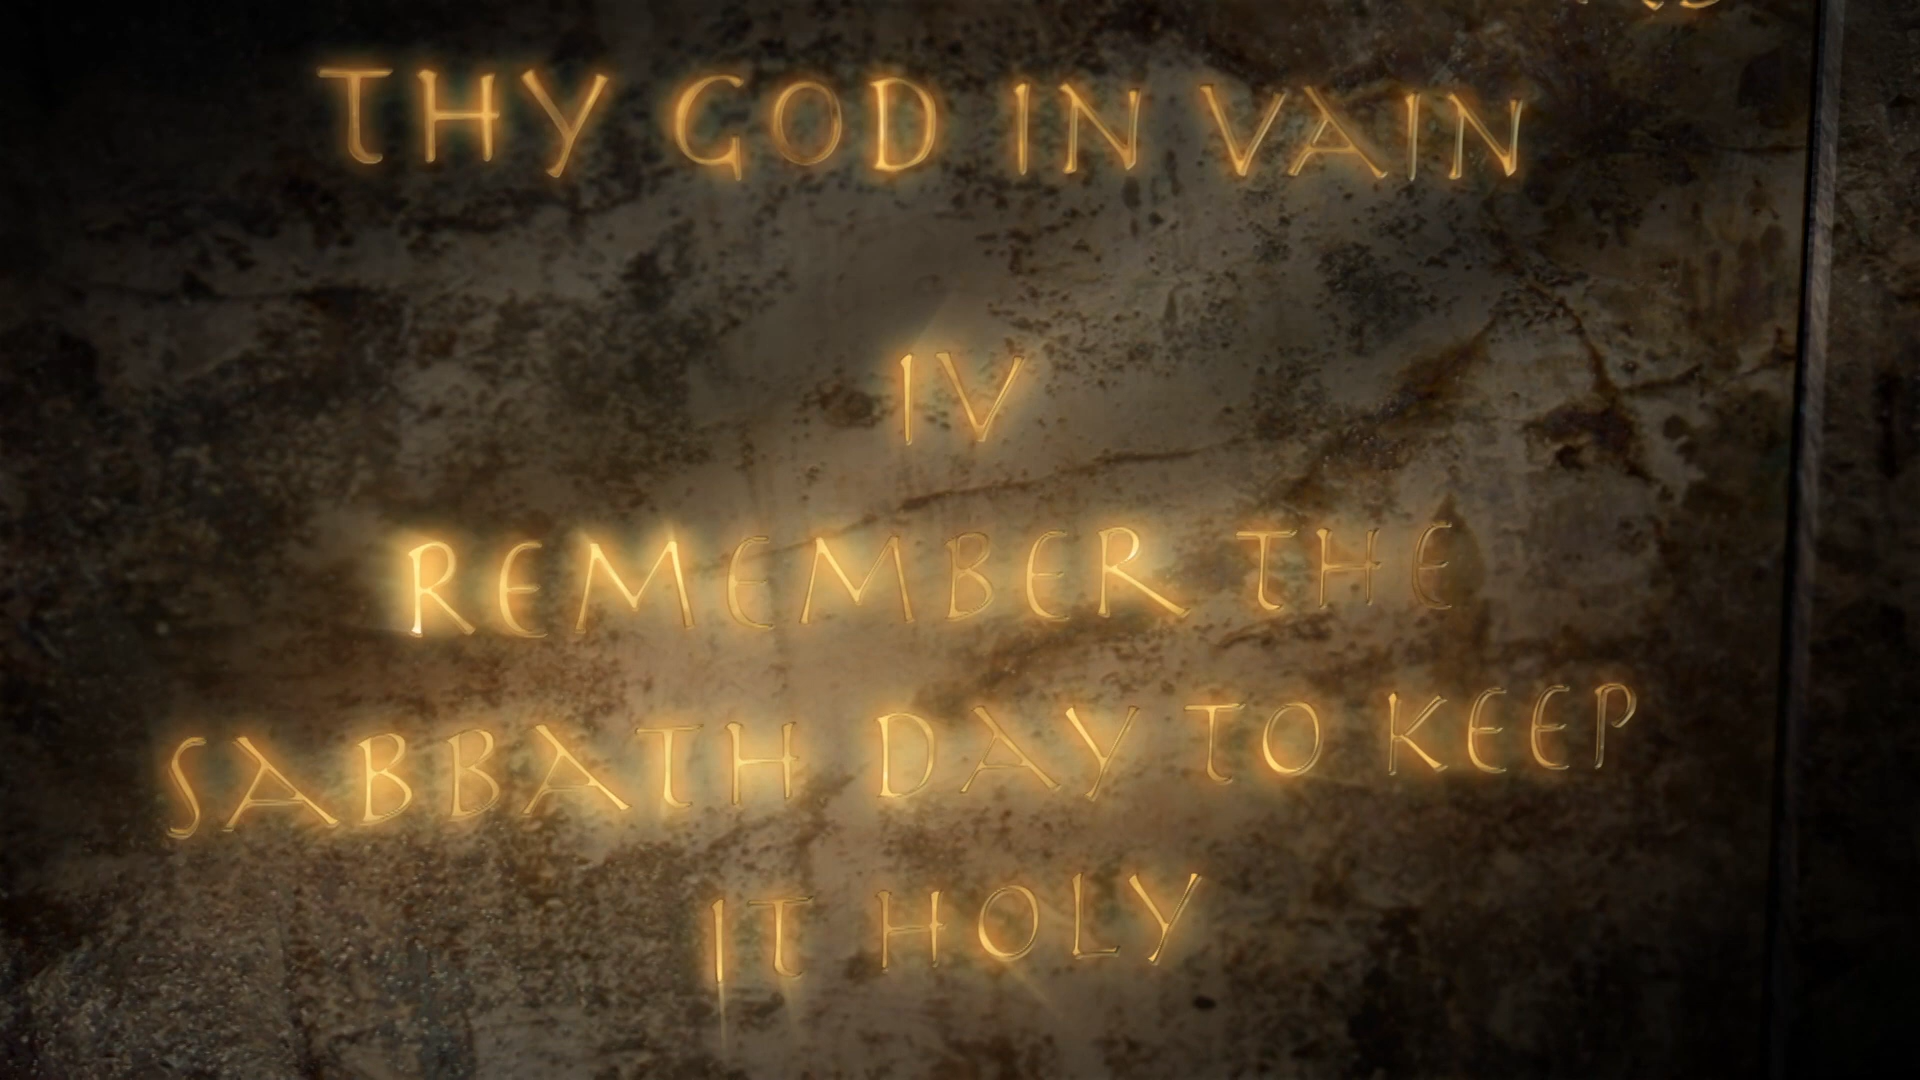 THY GOD IN VAIN
IV
REMEMBER THE
SABBATH DAY TO KEEP
IT HOLY